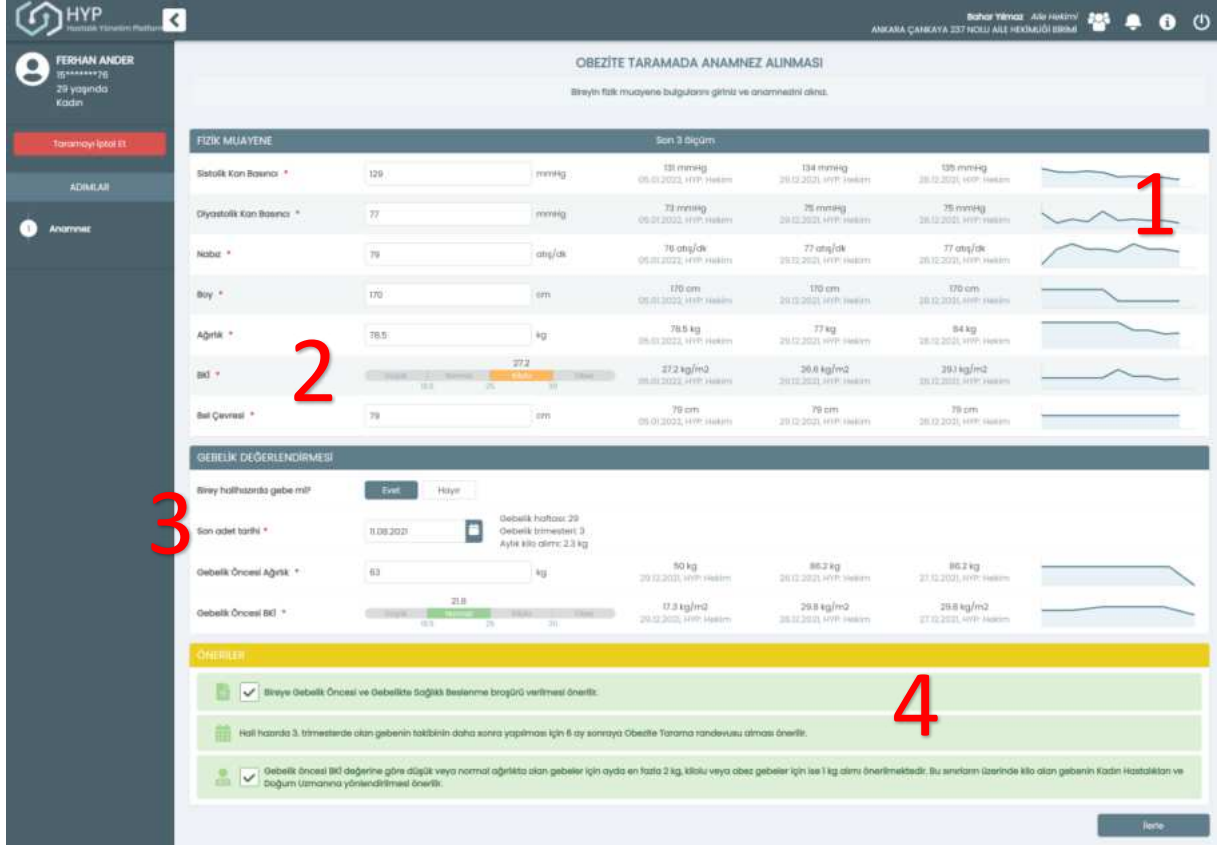 HYP
Hastalık Yönetim Platformu
Bahar Yılmaz Aile Hekimi
ANKARA ÇANKAYA 237 NOLU AİLE HEKİMLİĞİ BİRİMİ
FERHAN ANDER
15*******76
29 yaşında
Kadın
Taramayı İptal Et
ADIMLAR
1 Anamnez
OBEZİTE TARAMADA ANAMNEZ ALINMASI
Bireyin fizik muayene bulgularını giriniz ve anamnezini alınız.
FİZİK MUAYENE Son 3 ölçüm
Sistolik Kan Basıncı * 129 mmHg 131 mmHg 134 mmHg 135 mmHg
05.01.2022, HYP: Hekim 29.12.2021, HYP: Hekim 28.12.2021, HYP: Hekim
1
Diyastolik Kan Basıncı * 77 mmHg 73 mmHg 75 mmHg 75 mmHg
05.01.2022, HYP: Hekim 29.12.2021, HYP: Hekim 28.12.2021, HYP: Hekim
Nabız * 79 atış/dk 76 atış/dk 77 atış/dk 77 atış/dk
05.01.2022, HYP: Hekim 29.12.2021, HYP: Hekim 28.12.2021, HYP: Hekim
Boy * 170 cm 170 cm 170 cm 170 cm
05.01.2022, HYP: Hekim 29.12.2021, HYP: Hekim 28.12.2021, HYP: Hekim
Ağırlık * 78.5 kg 78.5 kg 77 kg 84 kg
05.01.2022, HYP: Hekim 29.12.2021, HYP: Hekim 28.12.2021, HYP: Hekim
2
BKİ * 27.2 27.2 kg/m2 26.6 kg/m2 29.1 kg/m2
Düşük Normal Kilolu Obez
18.5 25 30 05.01.2022, HYP: Hekim 29.12.2021, HYP: Hekim 28.12.2021, HYP: Hekim
Bel Çevresi * 79 cm 79 cm 79 cm 79 cm
05.01.2022, HYP: Hekim 29.12.2021, HYP: Hekim 28.12.2021, HYP: Hekim
GEBELİK DEĞERLENDİRMESİ
Birey halihazırda gebe mi? Evet Hayır
3
Son adet tarihi * 11.08.2021
Gebelik haftası: 29
Gebelik trimesteri: 3
Aylık kilo alımı: 2.3 kg
Gebelik Öncesi Ağırlık * 63 kg 50 kg 86.2 kg 86.2 kg
29.12.2021, HYP: Hekim 28.12.2021, HYP: Hekim 27.12.2021, HYP: Hekim
Gebelik Öncesi BKİ * 21.8 17.3 kg/m2 29.8 kg/m2 29.8 kg/m2
Düşük Normal Kilolu Obez
18.5 25 30 29.12.2021, HYP: Hekim 28.12.2021, HYP: Hekim 27.12.2021, HYP: Hekim
ÖNERİLER
4
Bireye Gebelik Öncesi ve Gebelikte Sağlıklı Beslenme broşürü verilmesi önerilir.
Hali hazırda 3. trimesterde olan gebenin takibinin daha sonra yapılması için 6 ay sonraya Obezite Tarama randevusu alması önerilir.
Gebelik öncesi BKİ değerine göre düşük veya normal ağırlıkta olan gebeler için ayda en fazla 2 kg, kilolu veya obez gebeler için ise 1 kg alımı önerilmektedir. Bu sınırların üzerinde kilo alan gebenin Kadın Hastalıkları ve
Doğum Uzmanına yönlendirilmesi önerilir.
İlerle